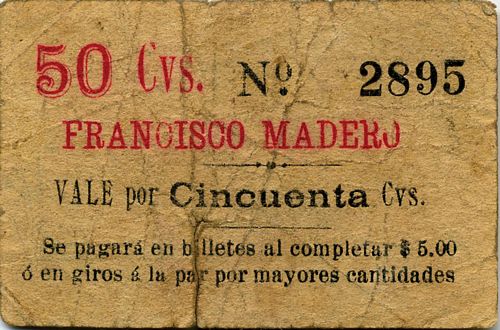 50 Cvs. Nº 2895
FRANCISCO MADERO
VALE por Cincuenta Cvs.
Se pagará en billetes al completar $ 5.00
ó en giros á la par por mayores cantidades